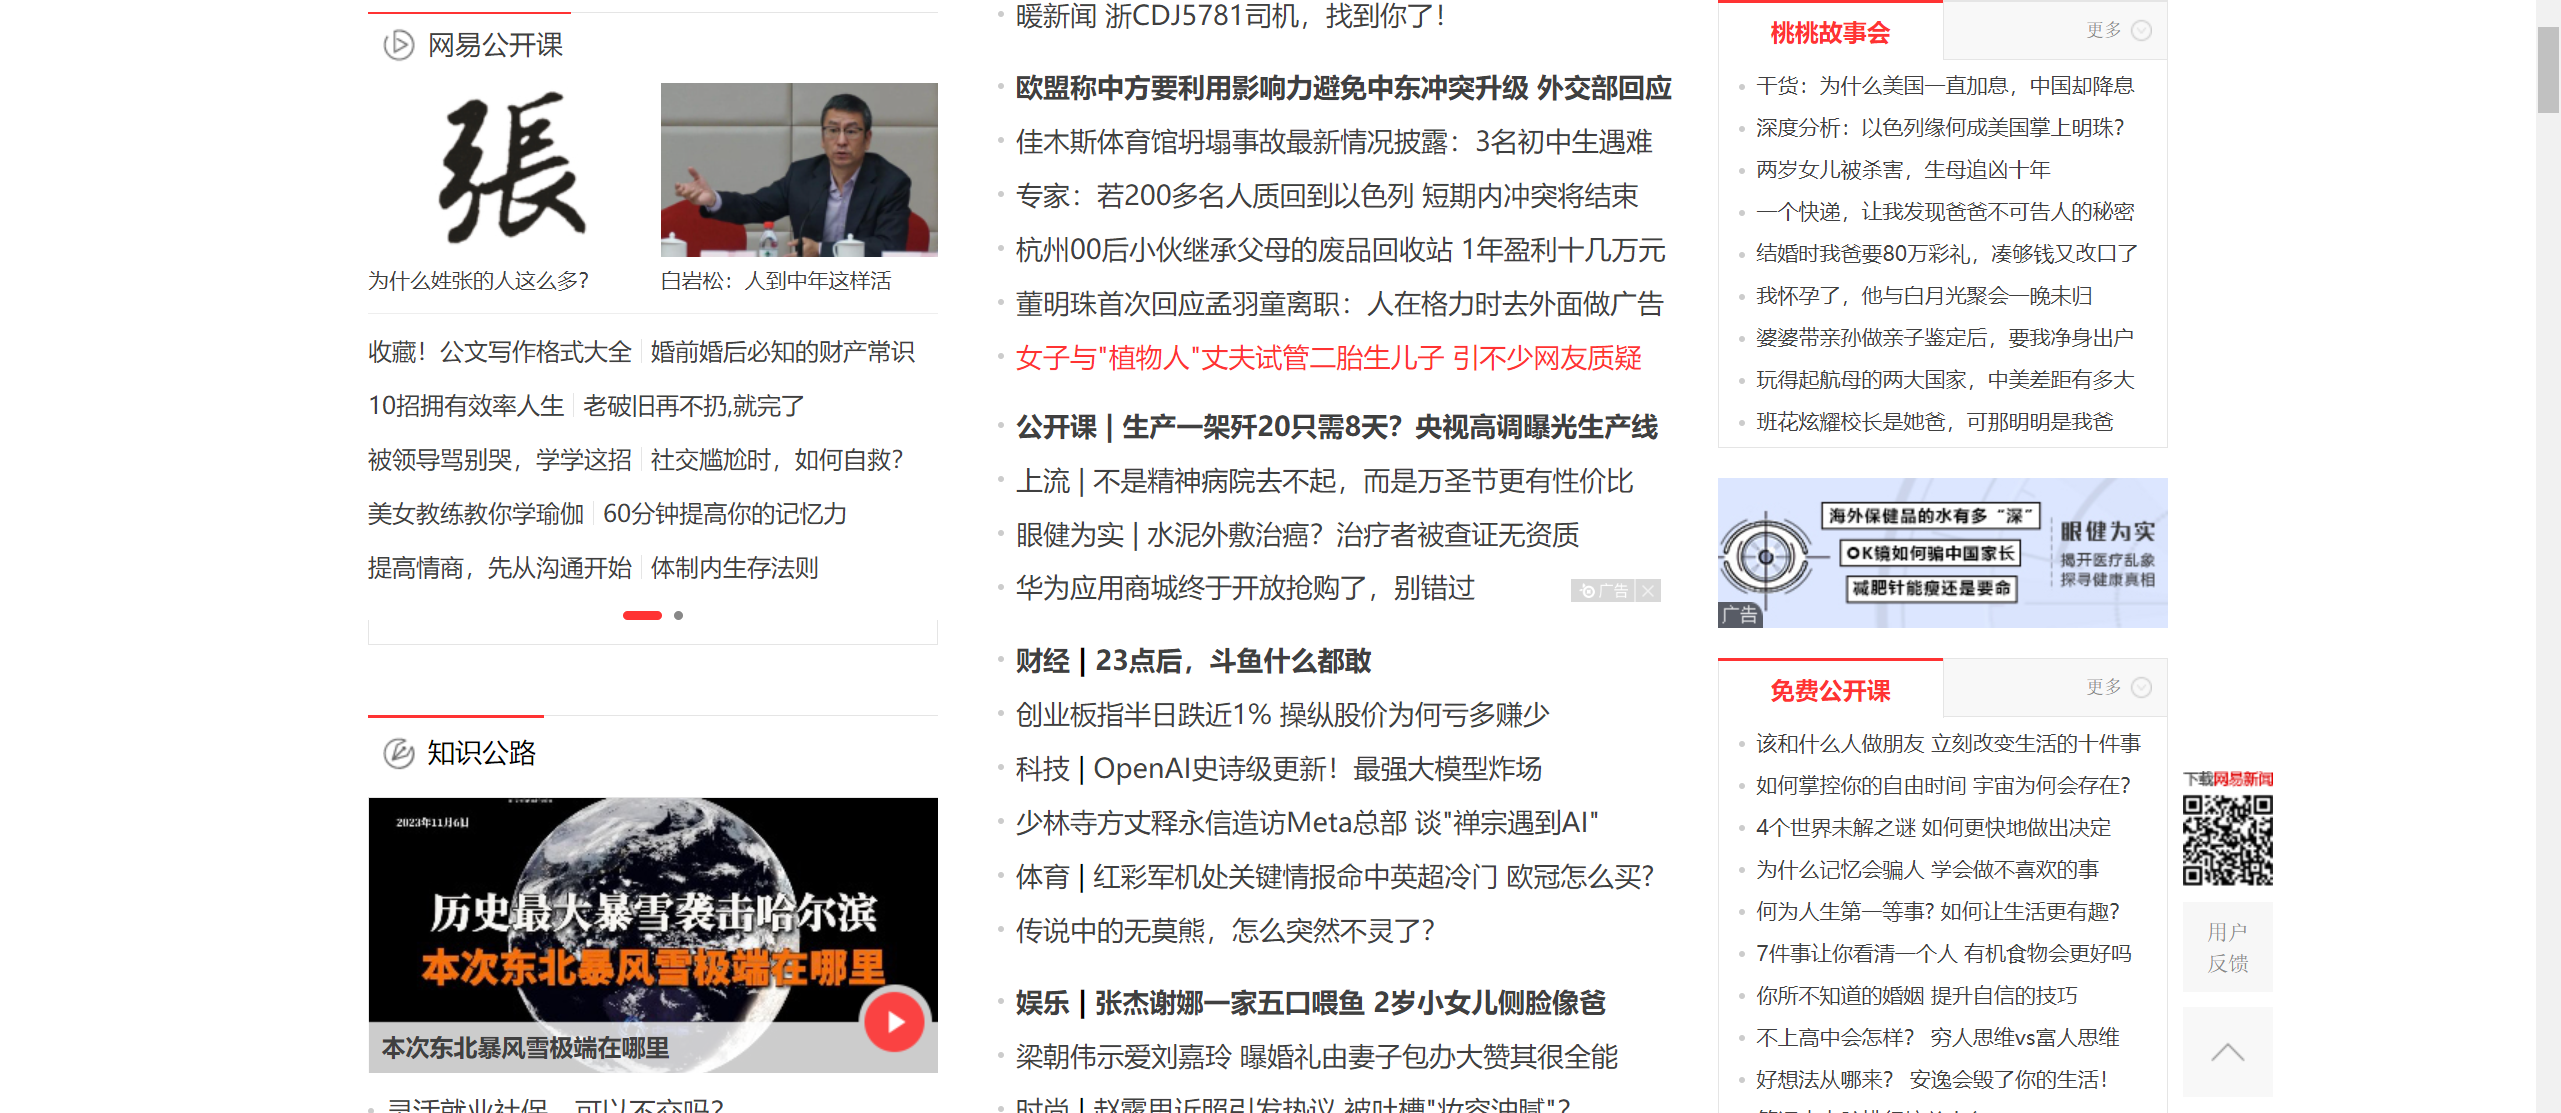 网易公开课
張
为什么姓张的人这么多？
白岩松：人到中年这样活
收藏！公文写作格式大全 婚前婚后必知的财产常识
10招拥有效率人生 老破旧再不扔,就完了
被领导骂别哭，学学这招 社交尴尬时，如何自救？
美女教练教你学瑜伽 60分钟提高你的记忆力
提高情商，先从沟通开始 体制内生存法则
知识公路
2023年11月6日
历史最大暴雪袭击哈尔滨
本次东北暴风雪极端在哪里
本次东北暴风雪极端在哪里
灵活就业社保，可以不交吗？
暖新闻 浙CDJ5781司机，找到你了！
欧盟称中方要利用影响力避免中东冲突升级 外交部回应
佳木斯体育馆坍塌事故最新情况披露：3名初中生遇难
专家：若200多名人质回到以色列 短期内冲突将结束
杭州00后小伙继承父母的废品回收站 1年盈利十几万元
董明珠首次回应孟羽童离职：人在格力时去外面做广告
女子与"植物人"丈夫试管二胎生儿子 引不少网友质疑
公开课 | 生产一架歼20只需8天？央视高调曝光生产线
上流 | 不是精神病院去不起，而是万圣节更有性价比
眼健为实 | 水泥外敷治癌？治疗者被查证无资质
华为应用商城终于开放抢购了，别错过
广告
财经 | 23点后，斗鱼什么都敢
创业板指半日跌近1% 操纵股价为何亏多赚少
科技 | OpenAI史诗级更新！最强大模型炸场
少林寺方丈释永信造访Meta总部 谈"禅宗遇到AI"
体育 | 红彩军机处关键情报命中英超冷门 欧冠怎么买?
传说中的无莫熊，怎么突然不灵了？
娱乐 | 张杰谢娜一家五口喂鱼 2岁小女儿侧脸像爸
梁朝伟示爱刘嘉玲 曝婚礼由妻子包办大赞其很全能
时尚 | 赵露思近照引发热议 被吐槽"妆容油腻"？
桃桃故事会
更多
干货：为什么美国一直加息，中国却降息
深度分析：以色列缘何成美国掌上明珠？
两岁女儿被杀害，生母追凶十年
一个快递，让我发现爸爸不可告人的秘密
结婚时我爸要80万彩礼，凑够钱又改口了
我怀孕了，他与白月光聚会一晚未归
婆婆带亲孙做亲子鉴定后，要我净身出户
玩得起航母的两大国家，中美差距有多大
班花炫耀校长是她爸，可那明明是我爸
海外保健品的水有多“深”
OK镜如何骗中国家长
减肥针能瘦还是要命
眼健为实
揭开医疗乱象
探寻健康真相
广告
免费公开课
更多
该和什么人做朋友 立刻改变生活的十件事
如何掌控你的自由时间 宇宙为何会存在？
4个世界未解之谜 如何更快地做出决定
为什么记忆会骗人 学会做不喜欢的事
何为人生第一等事? 如何让生活更有趣？
7件事让你看清一个人 有机食物会更好吗
你所不知道的婚姻 提升自信的技巧
不上高中会怎样？ 穷人思维vs富人思维
好想法从哪来？ 安逸会毁了你的生活！
下载网易新闻
用户
反馈